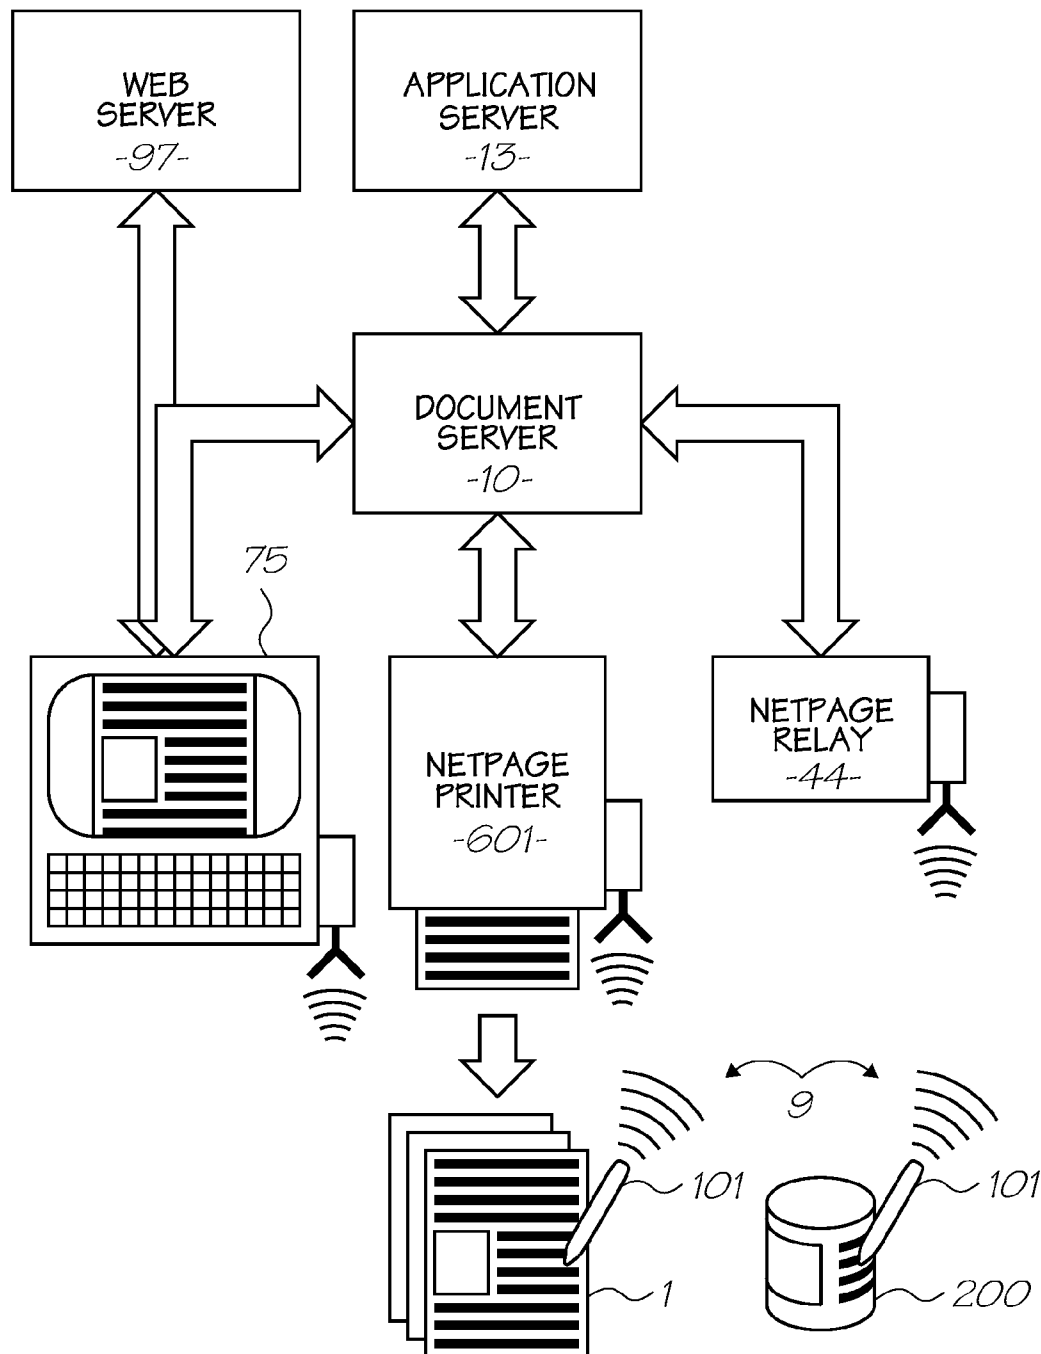 WEB
SERVER
-97-
APPLICATION
SERVER
-13-
DOCUMENT
SERVER
-10-
75
NETPAGE
PRINTER
-601-
NETPAGE
RELAY
-44-
9
101
101
1
200